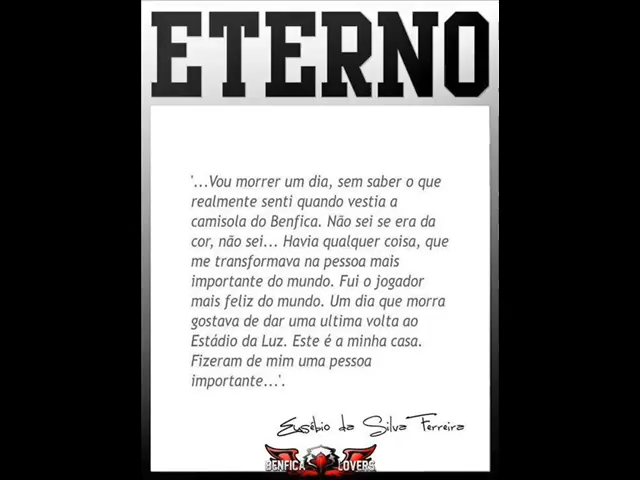 ETERNO
'...Vou morrer um dia, sem saber o que
realmente senti quando vestia a
camisola do Benfica. Não sei se era da
cor, não sei... Havia qualquer coisa, que
me transformava na pessoa mais
importante do mundo. Fui o jogador
mais feliz do mundo. Um dia que morra
gostava de dar uma ultima volta ao
Estádio da Luz. Este é a minha casa.
Fizeram de mim uma pessoa
importante...'.
Eusébio da Silva Ferreira
BENFICA LOVERS